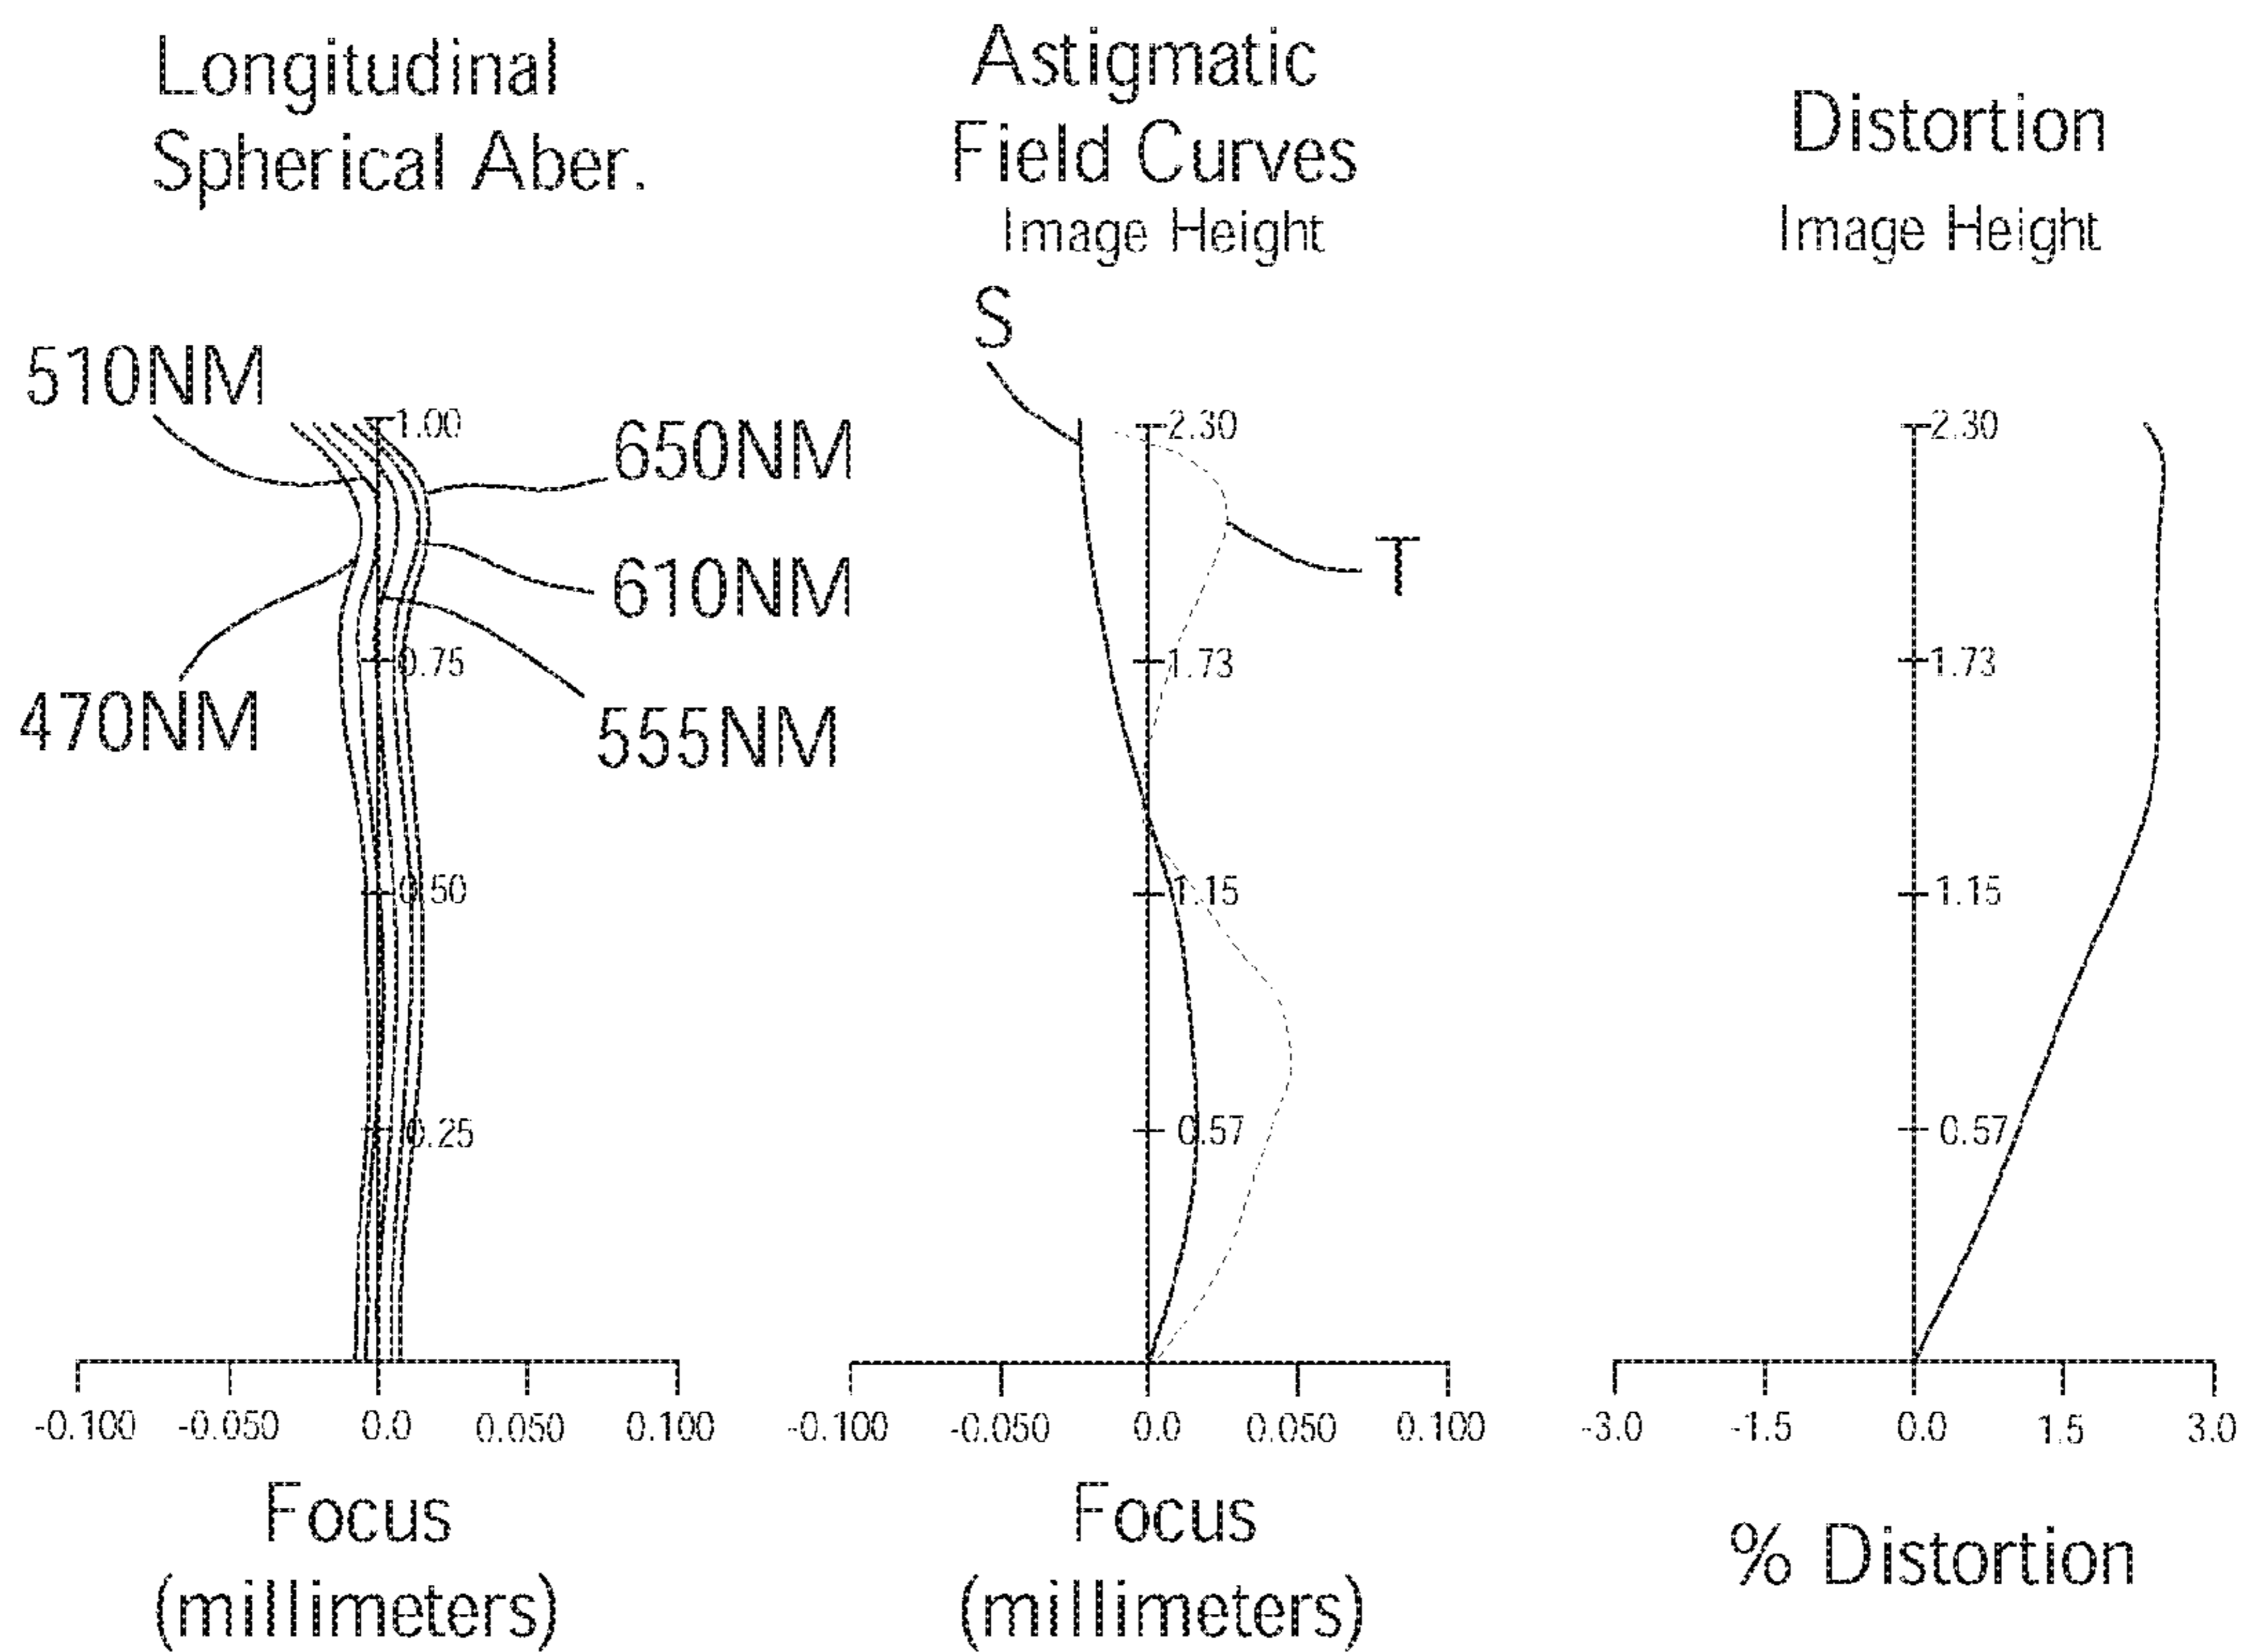 Longitudinal
Spherical Aber.
510NM
470NM
650NM
610NM
555NM
1.00
0.75
0.50
0.25
-0.100 -0.050 0.0 0.050 0.100
Focus
(millimeters)
Astigmatic
Field Curves
Image Height
S
T
2.30
1.73
1.15
0.57
-0.100 -0.050 0.0 0.050 0.100
Focus
(millimeters)
Distortion
Image Height
2.30
1.73
1.15
0.57
-3.0 -1.5 0.0 1.5 3.0
% Distortion